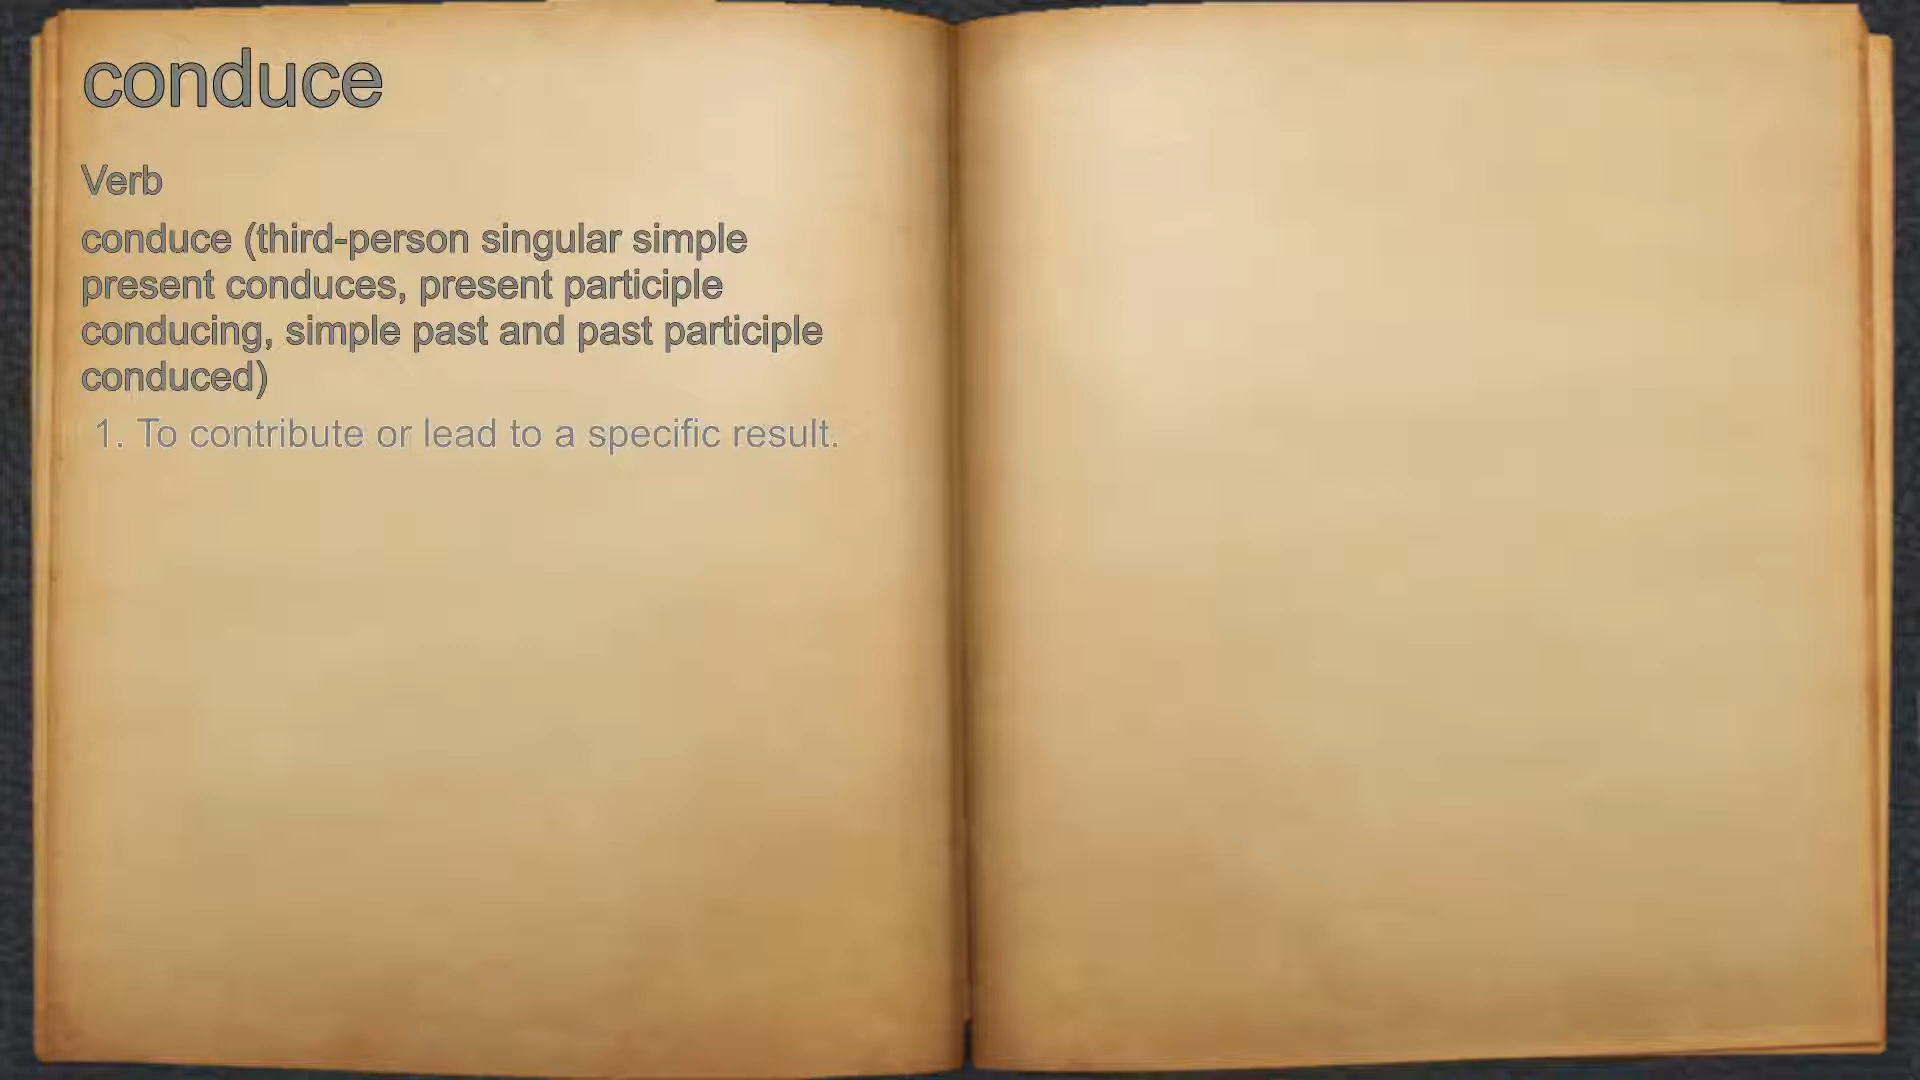 conduce
Verb
conduce (third-person singular simple
present conduces, present participle
conducing, simple past and past participle
conduced)
1. To contribute or lead to a specific result.